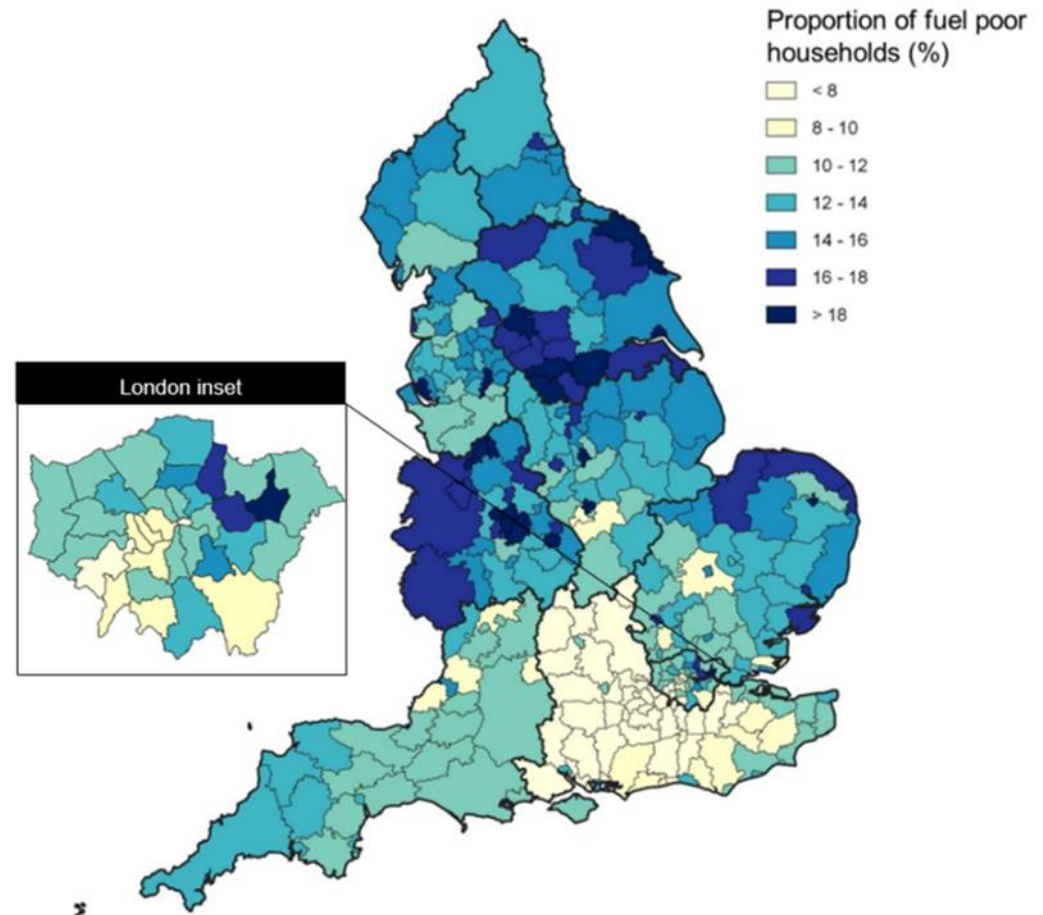 Proportion of fuel poor
households (%)
< 8
8 - 10
10 - 12
12 - 14
14 - 16
16 - 18
> 18
London inset